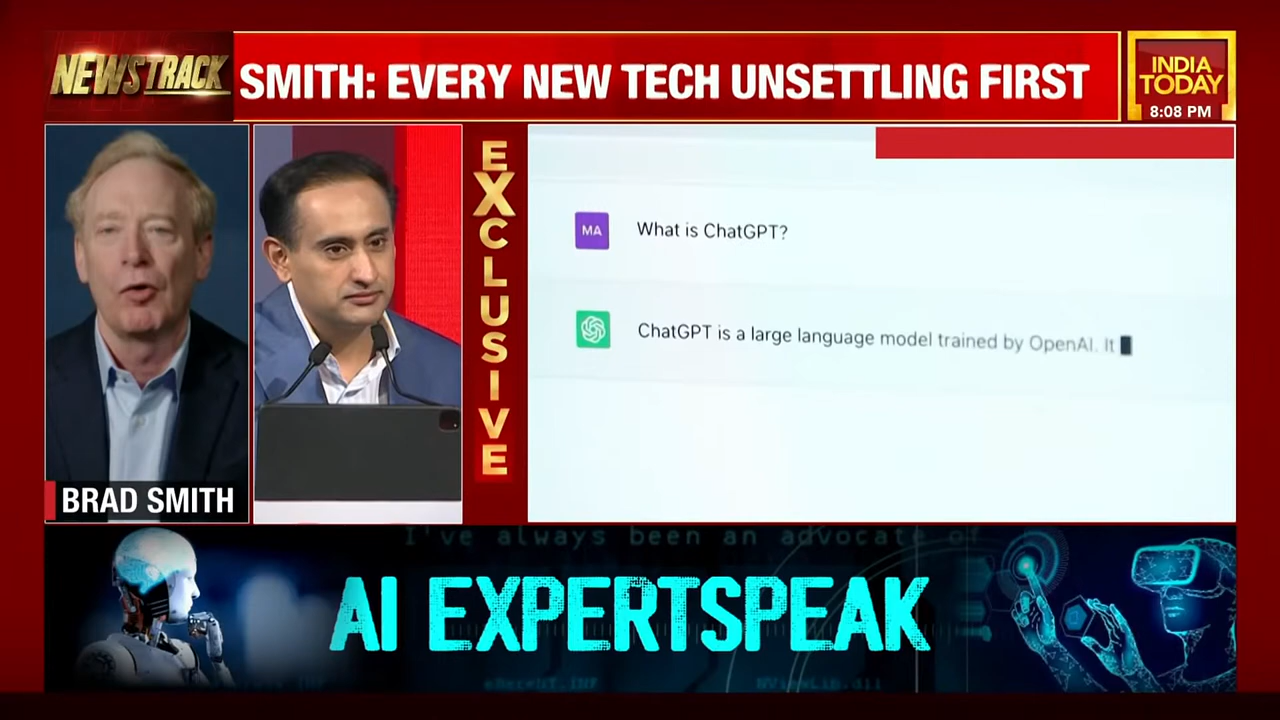 NEWSTRACK
SMITH: EVERY NEW TECH UNSETTLING FIRST
INDIA
TODAY
8:08 PM
BRAD SMITH
EXCLUSIVE
MA
What is ChatGPT?
ChatGPT is a large language model trained by OpenAI. It
I've always been an advocate of
AI EXPERTSPEAK